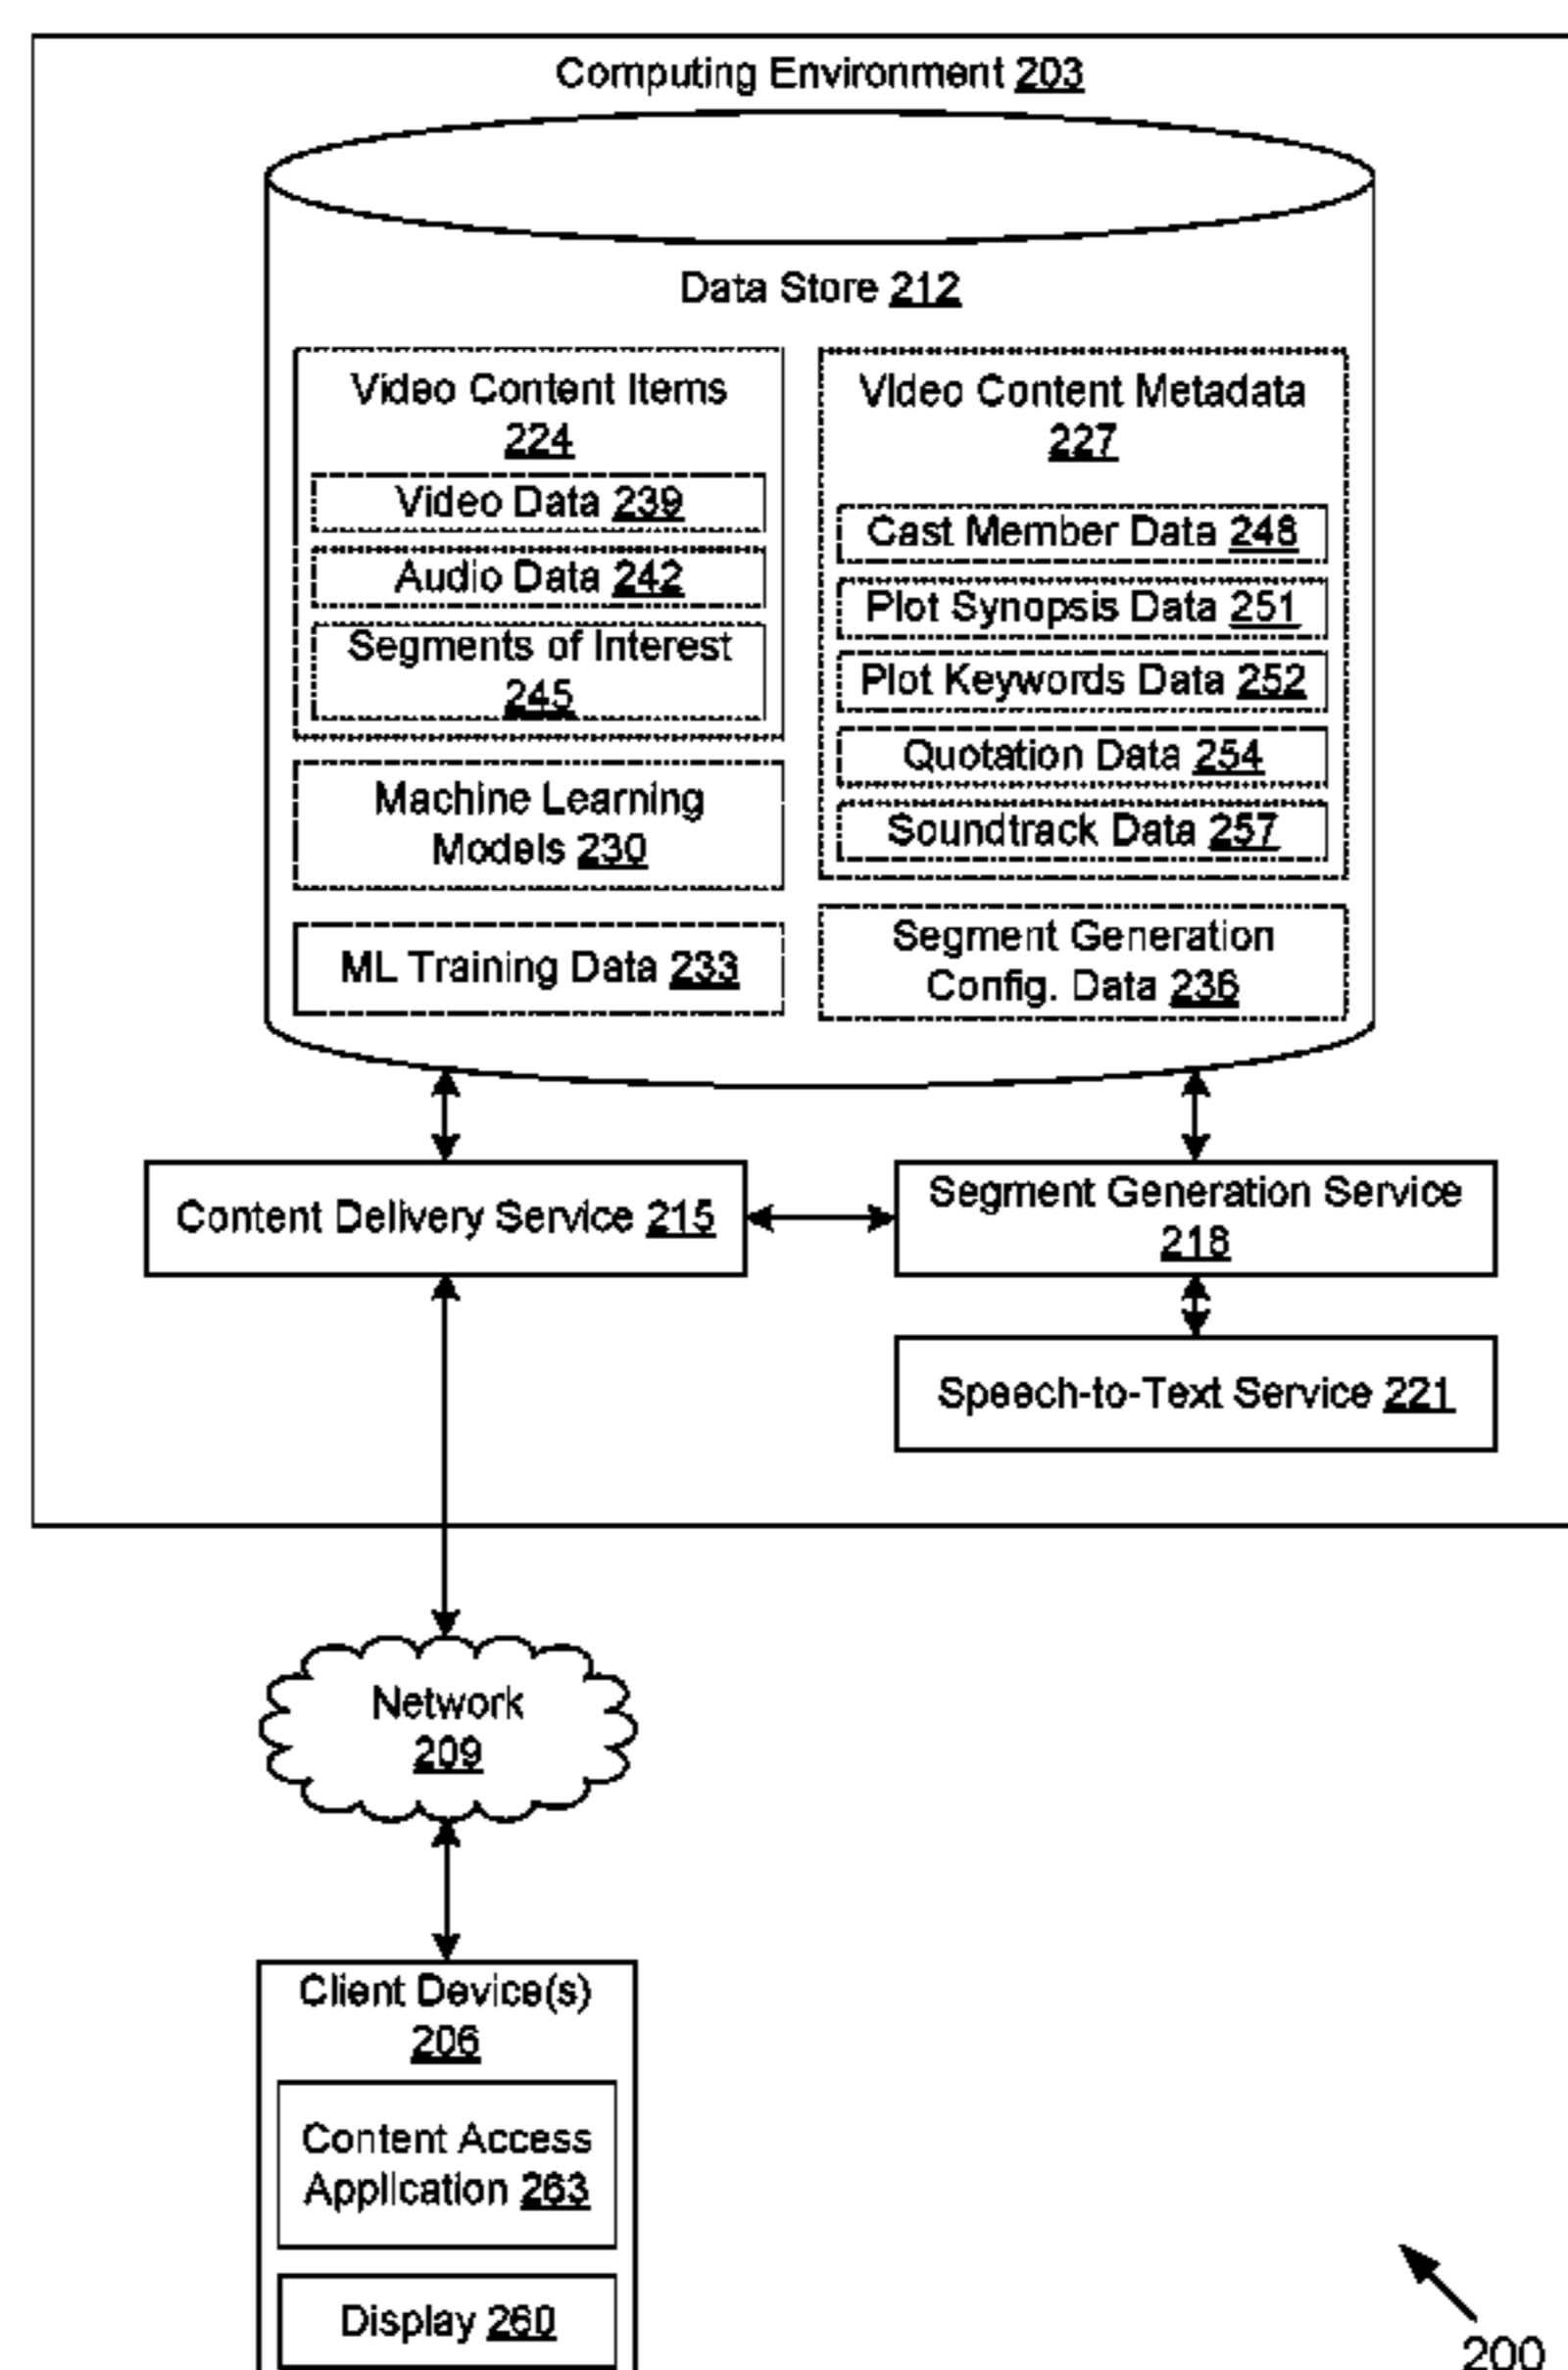 Computing Environment 203
Data Store 212
Video Content Items
224
Video Data 239
Audio Data 242
Segments of Interest
245
Machine Learning
Models 230
ML Training Data 233
Video Content Metadata
227
Cast Member Data 248
Plot Synopsis Data 251
Plot Keywords Data 252
Quotation Data 254
Soundtrack Data 257
Segment Generation
Config. Data 236
Content Delivery Service 215
Segment Generation Service
218
Speech-to-Text Service 221
Network
209
Client Device(s)
206
Content Access
Application 263
Display 260
200